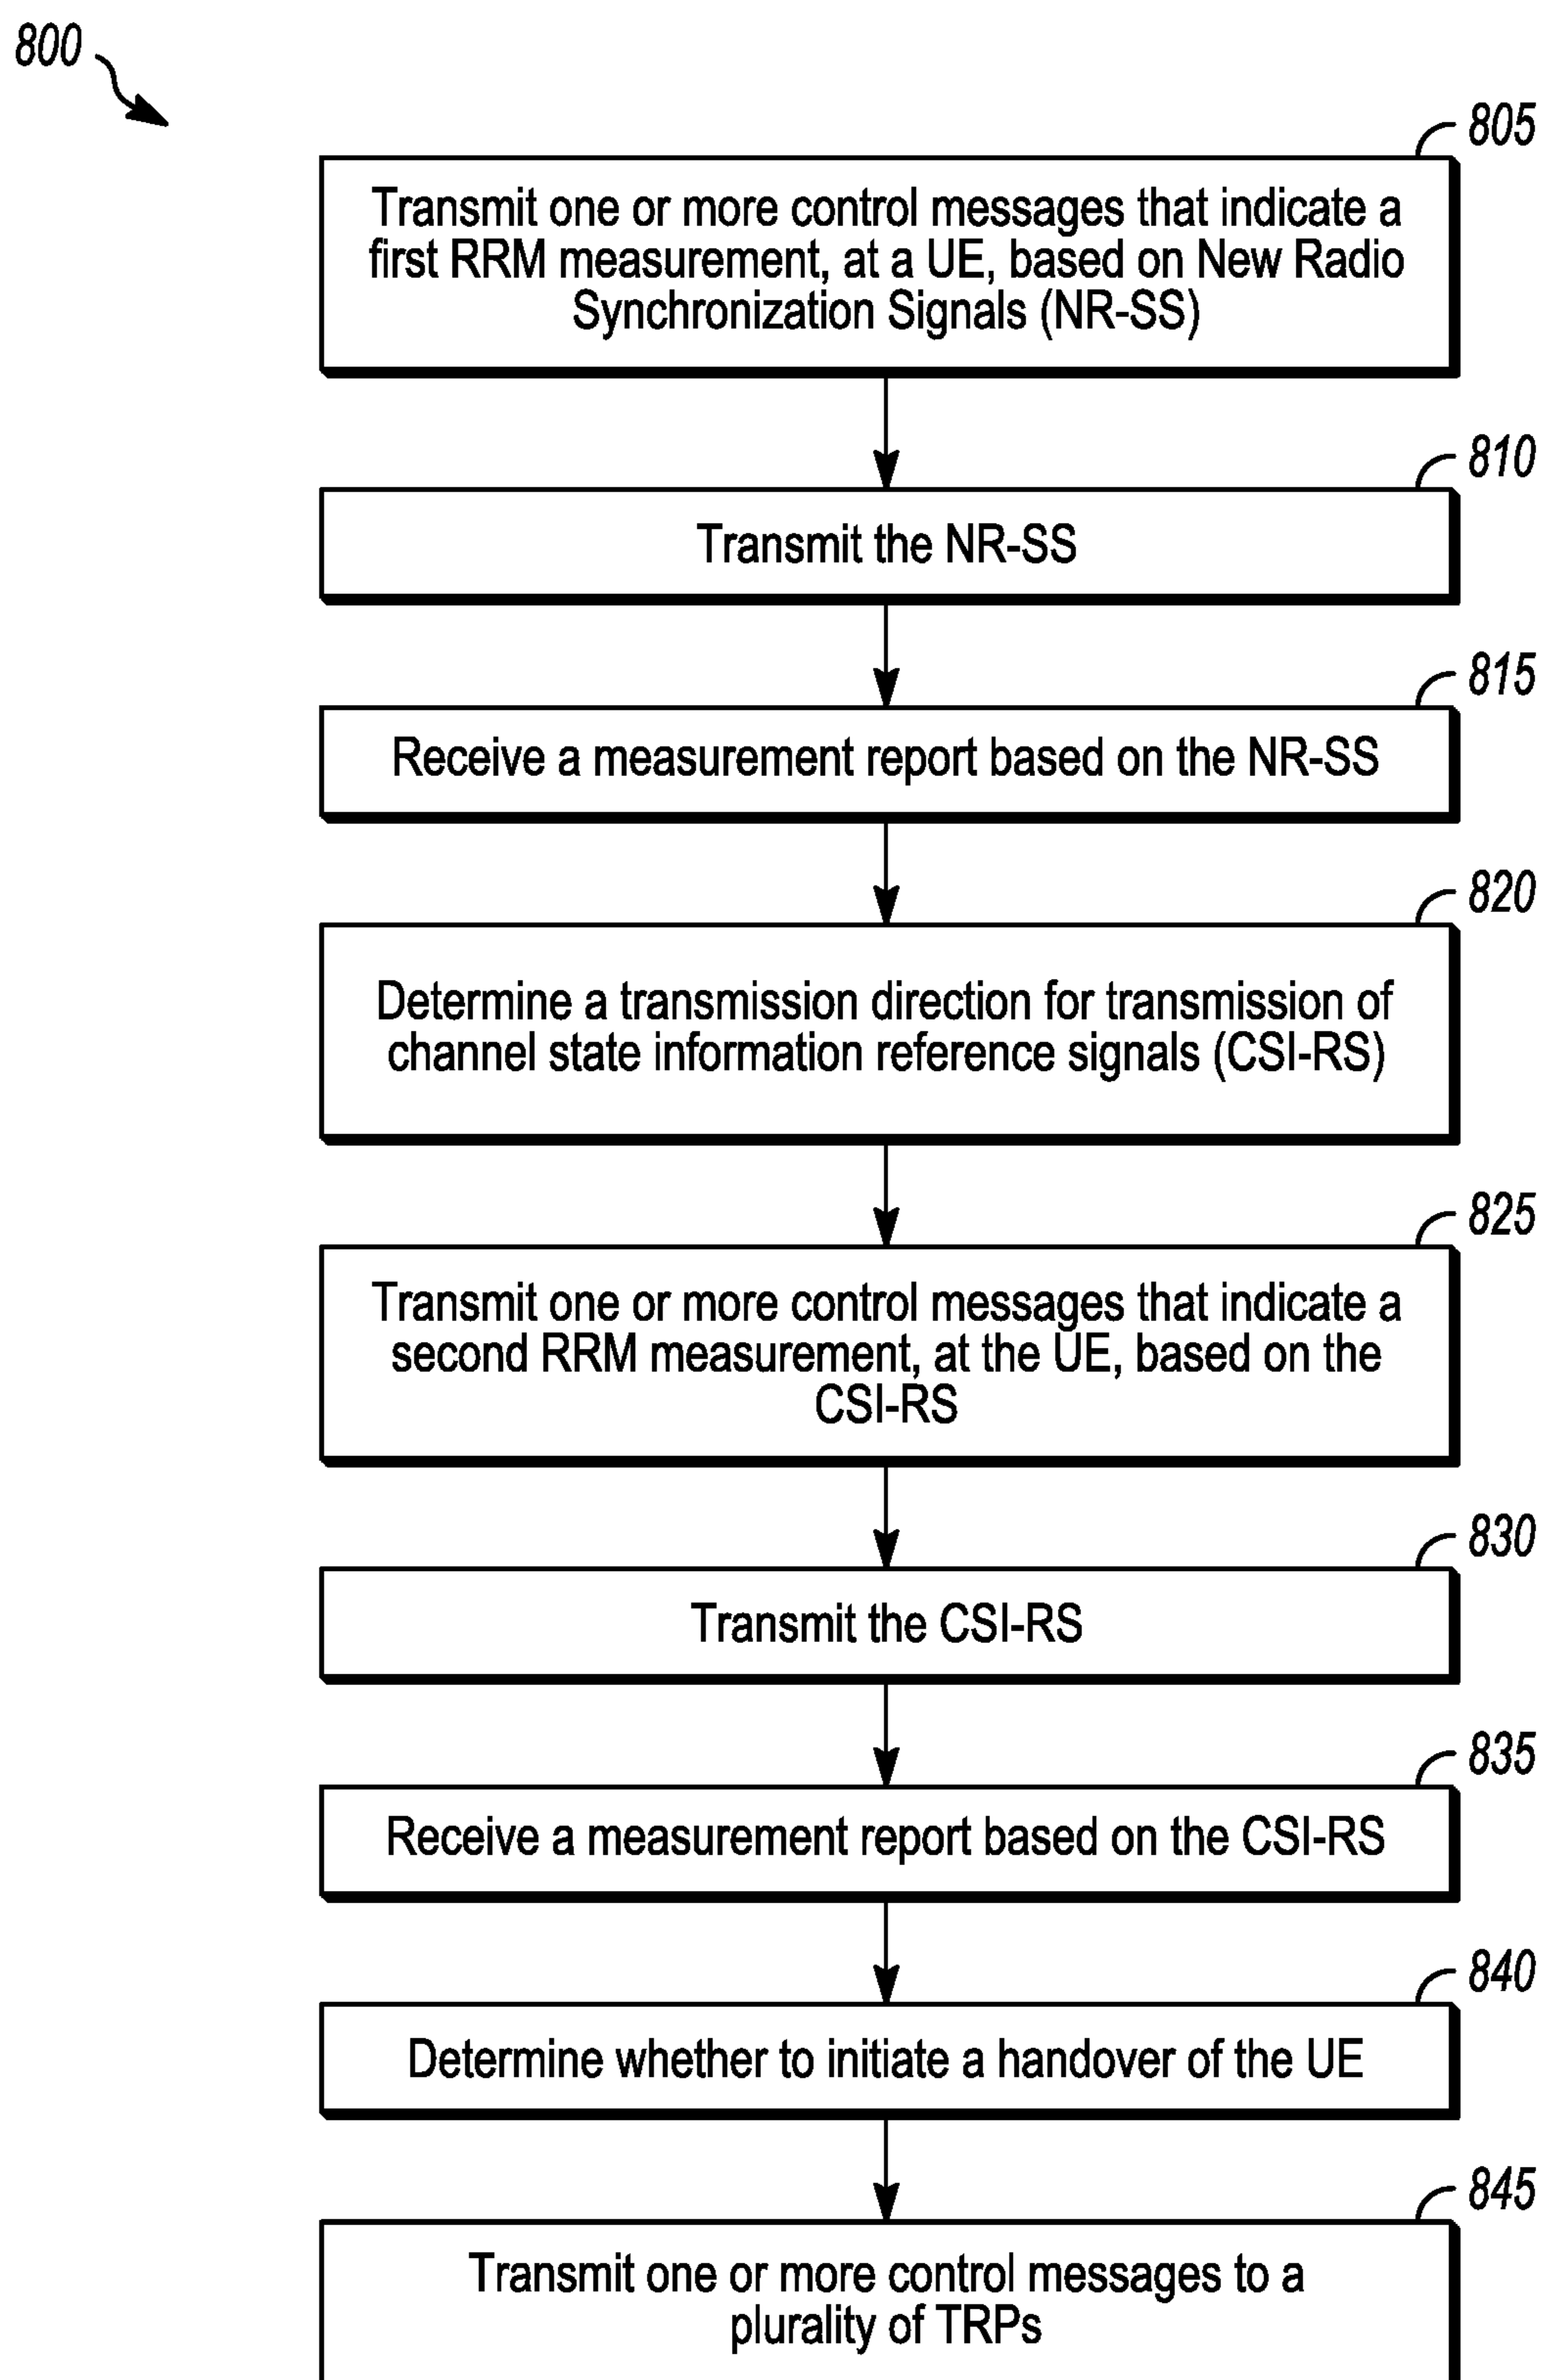 800
805
Transmit one or more control messages that indicate a
first RRM measurement, at a UE, based on New Radio
Synchronization Signals (NR-SS)
810
Transmit the NR-SS
815
Receive a measurement report based on the NR-SS
820
Determine a transmission direction for transmission of
channel state information reference signals (CSI-RS)
825
Transmit one or more control messages that indicate a
second RRM measurement, at the UE, based on the
CSI-RS
830
Transmit the CSI-RS
835
Receive a measurement report based on the CSI-RS
840
Determine whether to initiate a handover of the UE
845
Transmit one or more control messages to a
plurality of TRPs